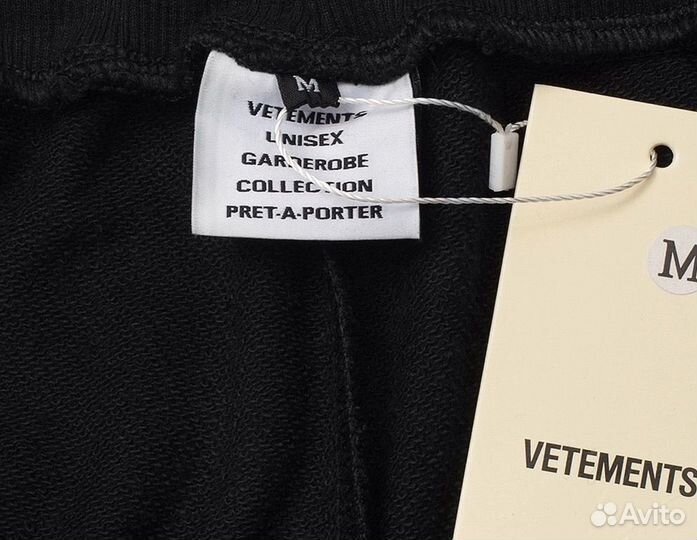 M
VETEMENTS
UNISEX
GARDEROBE
COLLECTION
PRET-A-PORTER
M
VETEMENTS
Avito